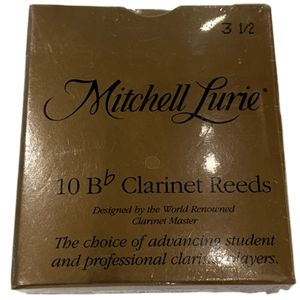 3 1/2
Mitchell Lurie®
10 B♭ Clarinet Reeds
Designed by the World Renowned
Clarinet Master
The choice of advancing student
and professional clarinet players.